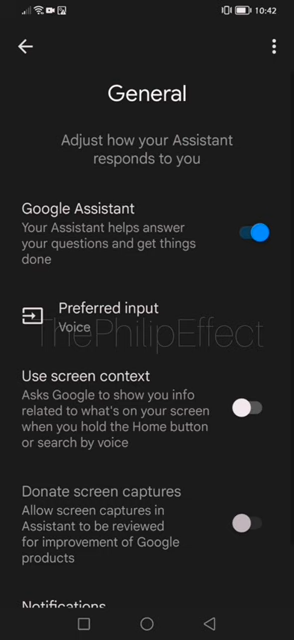 10:42
General
Adjust how your Assistant
responds to you
Google Assistant
Your Assistant helps answer
your questions and get things
done
Preferred input
Voice
ThePhilipEffect
Use screen context
Asks Google to show you info
related to what's on your screen
when you hold the Home button
or search by voice
Donate screen captures
Allow screen captures in
Assistant to be reviewed
for improvement of Google
products
Notifications